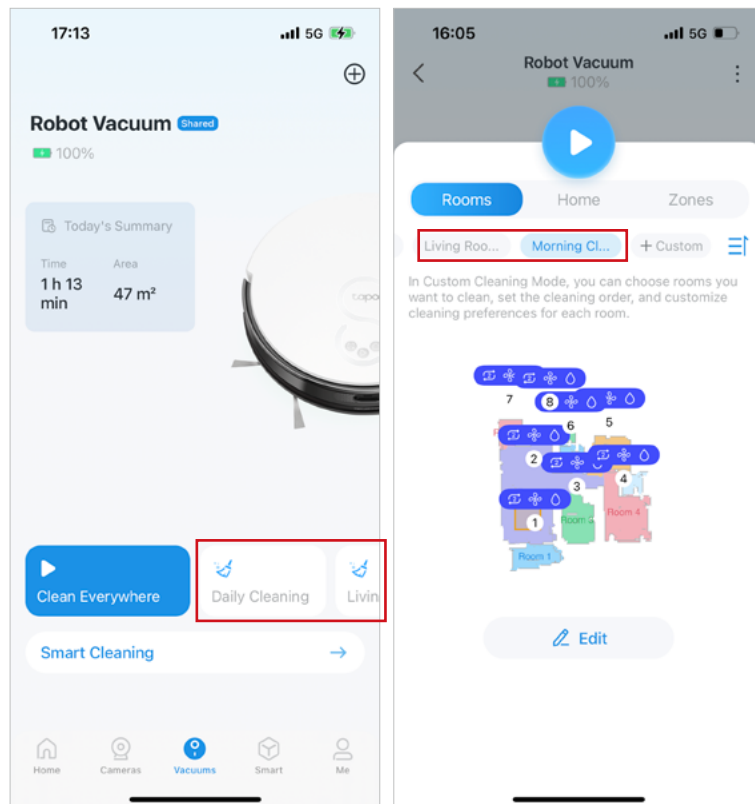 17:13
5G
Robot Vacuum
Shared
100%
Today's Summary
Time
Area
1 h 13
min
47 m²
tapo
Clean Everywhere
Daily Cleaning
Livin
Smart Cleaning
Home
Cameras
Vacuums
Smart
Me
16:05
5G
Robot Vacuum
100%
Rooms
Home
Zones
Living Roo...
Morning Cl...
+ Custom
In Custom Cleaning Mode, you can choose rooms you
want to clean, set the cleaning order, and customize
cleaning preferences for each room.
7
8
6
5
2
3
4
1
Room 4
Room 1
Edit